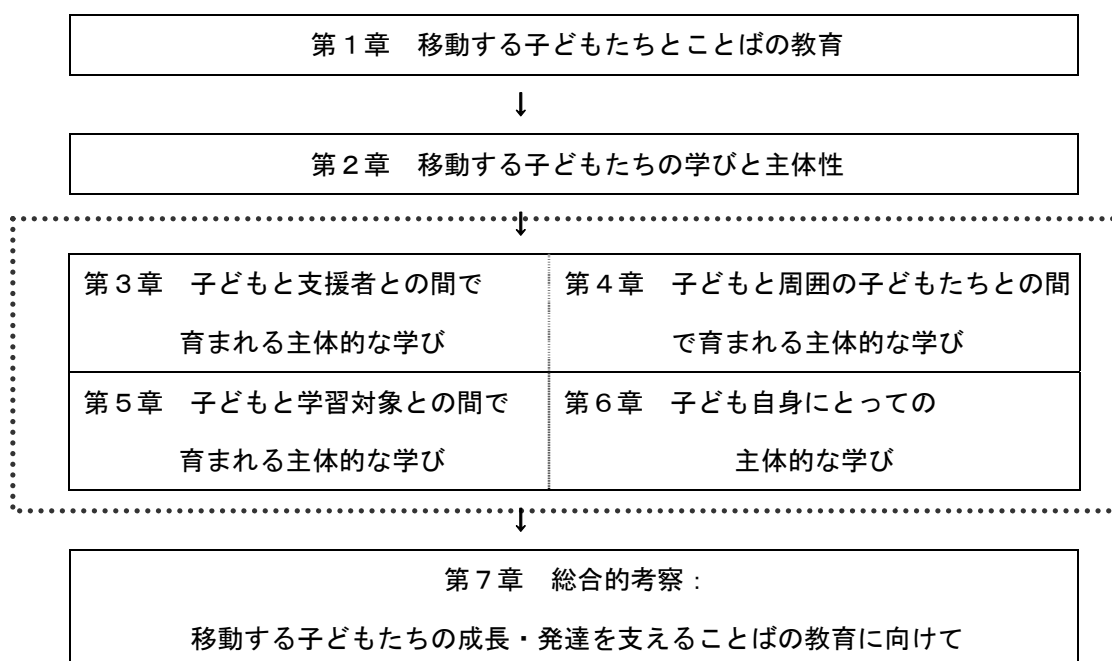 第１章　移動する子どもたちとことばの教育
↓
第２章　移動する子どもたちの学びと主体性
↓
第３章　子どもと支援者との間で
育まれる主体的な学び
第４章　子どもと周囲の子どもたちとの間
で育まれる主体的な学び
第５章　子どもと学習対象との間で
育まれる主体的な学び
第６章　子ども自身にとっての
主体的な学び
↓
第７章　総合的考察：
移動する子どもたちの成長・発達を支えることばの教育に向けて